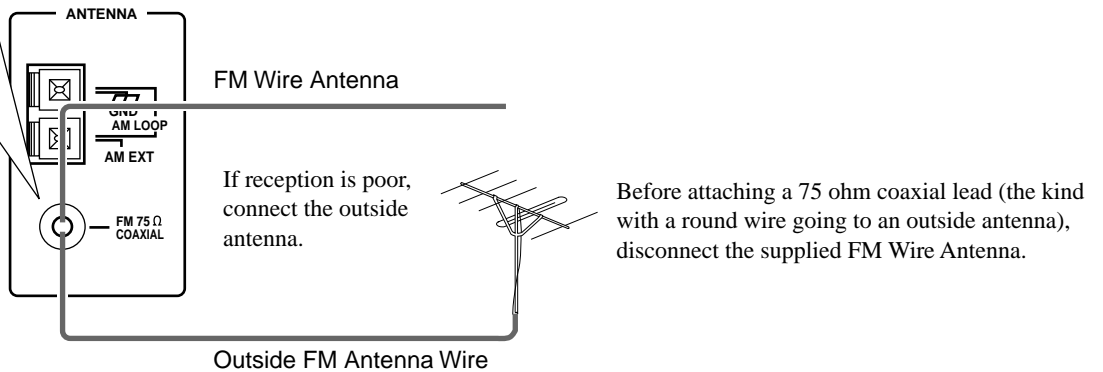 ANTENNA
FM Wire Antenna
GND
AM LOOP
AM EXT
FM 75 Ω
COAXIAL
If reception is poor,
connect the outside
antenna.
Before attaching a 75 ohm coaxial lead (the kind
with a round wire going to an outside antenna),
disconnect the supplied FM Wire Antenna.
Outside FM Antenna Wire